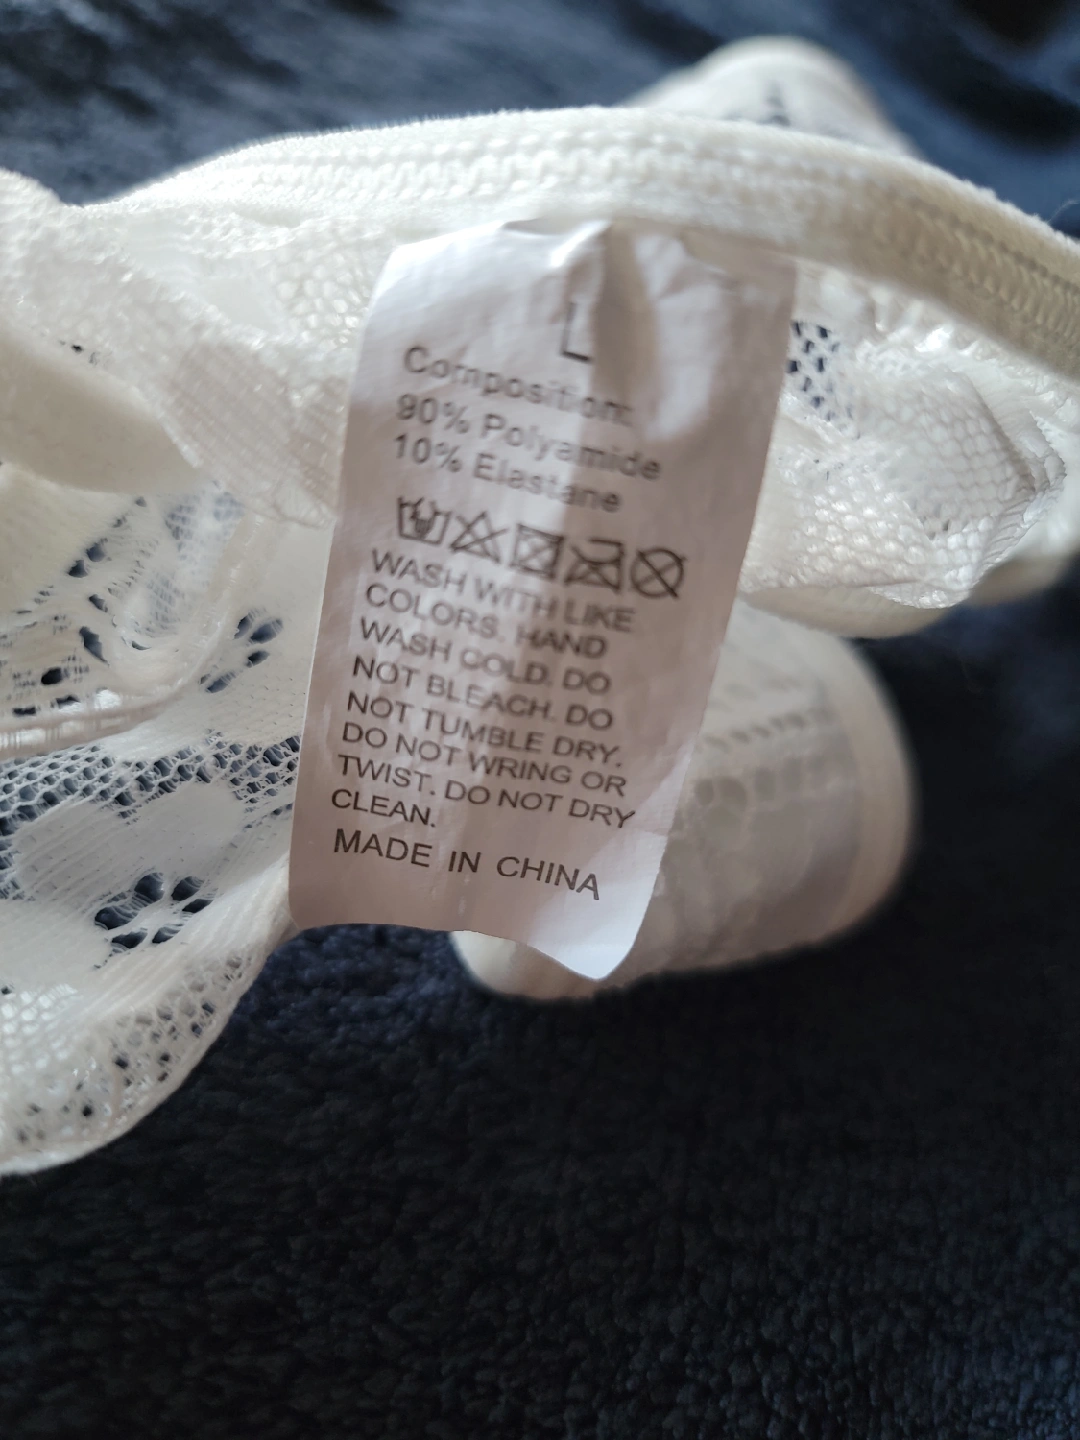 L
Composition:
90% Polyamide
10% Elastane
WASH WITH LIKE
COLORS. HAND
WASH COLD. DO
NOT BLEACH. DO
NOT TUMBLE DRY.
DO NOT WRING OR
TWIST. DO NOT DRY
CLEAN.
MADE IN CHINA